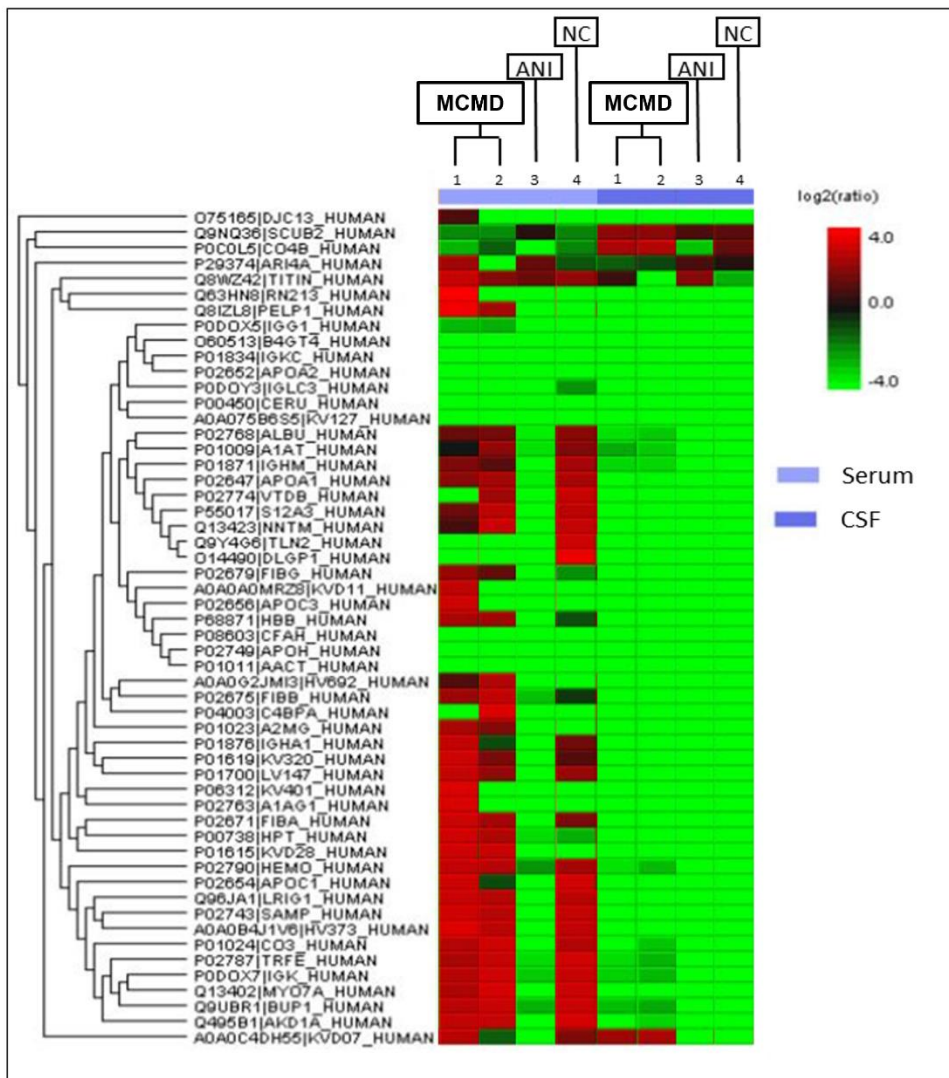 NC NC
ANI ANI
MCMD MCMD
1 2 3 4 1 2 3 4
log2(ratio)
4.0
0.0
-4.0
Serum
CSF
O75165|DJC13_HUMAN
Q9NQ36|SCUB2_HUMAN
P0C0L5|CO4B_HUMAN
P29374|ARI4A_HUMAN
Q8WZ42|TITIN_HUMAN
Q63HN8|RN213_HUMAN
Q8IZL8|PELP1_HUMAN
P0DOX5|IGG1_HUMAN
O60513|B4GT4_HUMAN
P01834|IGKC_HUMAN
P02652|APOA2_HUMAN
P0DOY3|IGLC3_HUMAN
P00450|CERU_HUMAN
A0A075B6S5|KV127_HUMAN
P02768|ALBU_HUMAN
P01009|A1AT_HUMAN
P01871|IGHM_HUMAN
P02647|APOA1_HUMAN
P02774|VTDB_HUMAN
P55017|S12A3_HUMAN
Q13423|NNTM_HUMAN
Q9Y4G6|TLN2_HUMAN
O14490|DLGP1_HUMAN
P02679|FIBG_HUMAN
A0A0A0MRZ8|KVD11_HUMAN
P02656|APOC3_HUMAN
P68871|HBB_HUMAN
P08603|CFAH_HUMAN
P02749|APOH_HUMAN
P01011|AACT_HUMAN
A0A0G2JMI3|HV692_HUMAN
P02675|FIBB_HUMAN
P04003|C4BPA_HUMAN
P01023|A2MG_HUMAN
P01876|IGHA1_HUMAN
P01619|KV320_HUMAN
P01700|LV147_HUMAN
P06312|KV401_HUMAN
P02763|A1AG1_HUMAN
P02671|FIBA_HUMAN
P00738|HPT_HUMAN
P01615|KVD28_HUMAN
P02790|HEMO_HUMAN
P02654|APOC1_HUMAN
Q96JA1|LRIG1_HUMAN
P02743|SAMP_HUMAN
A0A0B4J1V6|HV373_HUMAN
P01024|CO3_HUMAN
P02787|TRFE_HUMAN
P0DOX7|IGK_HUMAN
Q13402|MYO7A_HUMAN
Q9UBR1|BUP1_HUMAN
Q495B1|AKD1A_HUMAN
A0A0C4DH55|KVD07_HUMAN